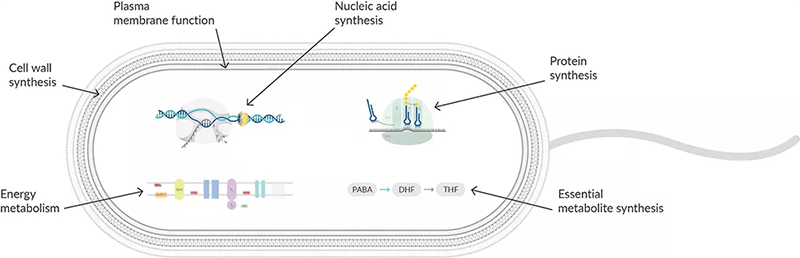 Plasma
membrane function
Nucleic acid
synthesis
Cell wall
synthesis
Protein
synthesis
Energy
metabolism
PABA
DHF
THF
Essential
metabolite synthesis